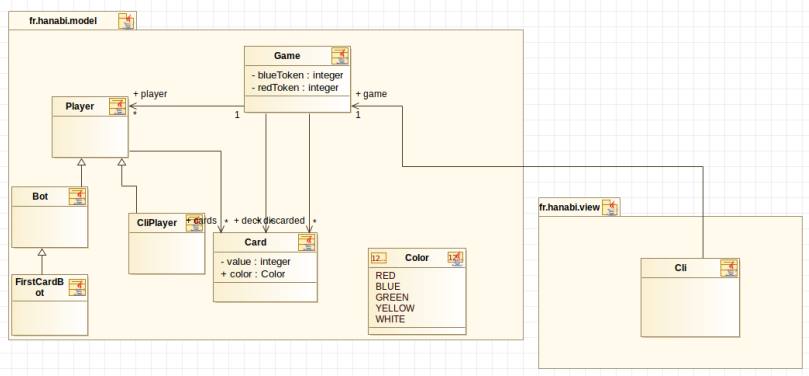 fr.hanabi.model
Game
- blueToken : integer
- redToken : integer
+ player
*
1
+ game
1
Player
Bot
CliPlayer
+ cards
*
+ deck
*
discarded
*
fr.hanabi.view
Card
- value : integer
+ color : Color
Color
RED
BLUE
GREEN
YELLOW
WHITE
Cli
FirstCardB
ot